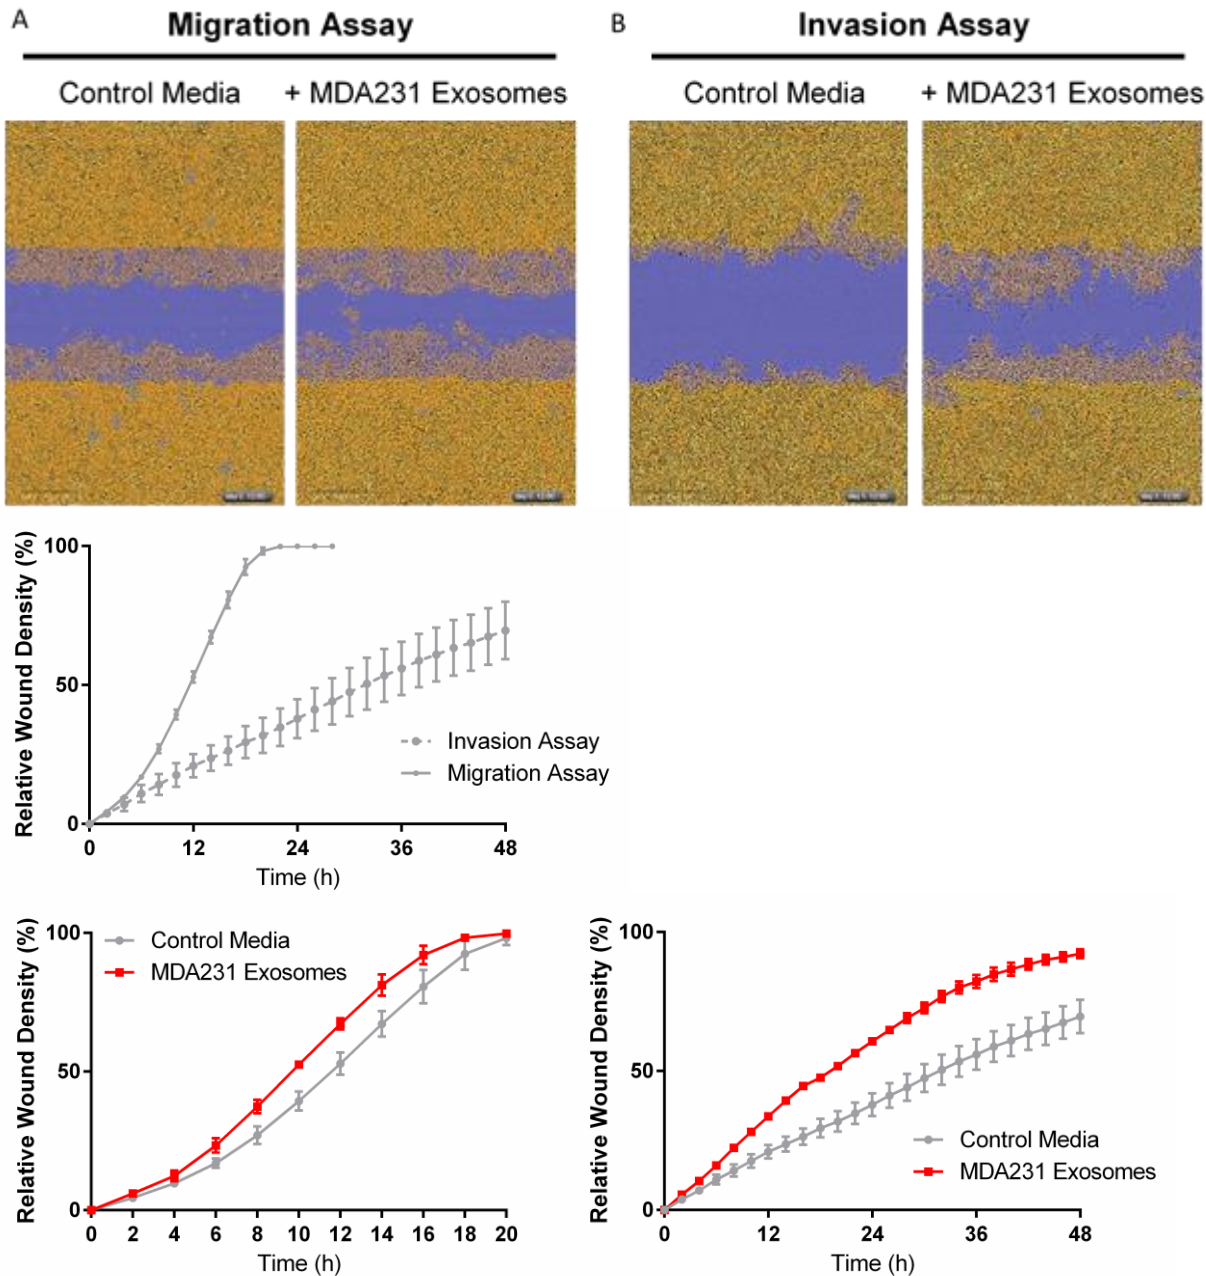 A
Migration Assay
Control Media
+ MDA231 Exosomes
B
Invasion Assay
Control Media
+ MDA231 Exosomes
Relative Wound Density (%)
100
50
0
0 12 24 36 48
Time (h)
Invasion Assay
Migration Assay
Relative Wound Density (%)
100
50
0
0 2 4 6 8 10 12 14 16 18 20
Time (h)
Control Media
MDA231 Exosomes
Relative Wound Density (%)
100
50
0
0 12 24 36 48
Time (h)
Control Media
MDA231 Exosomes